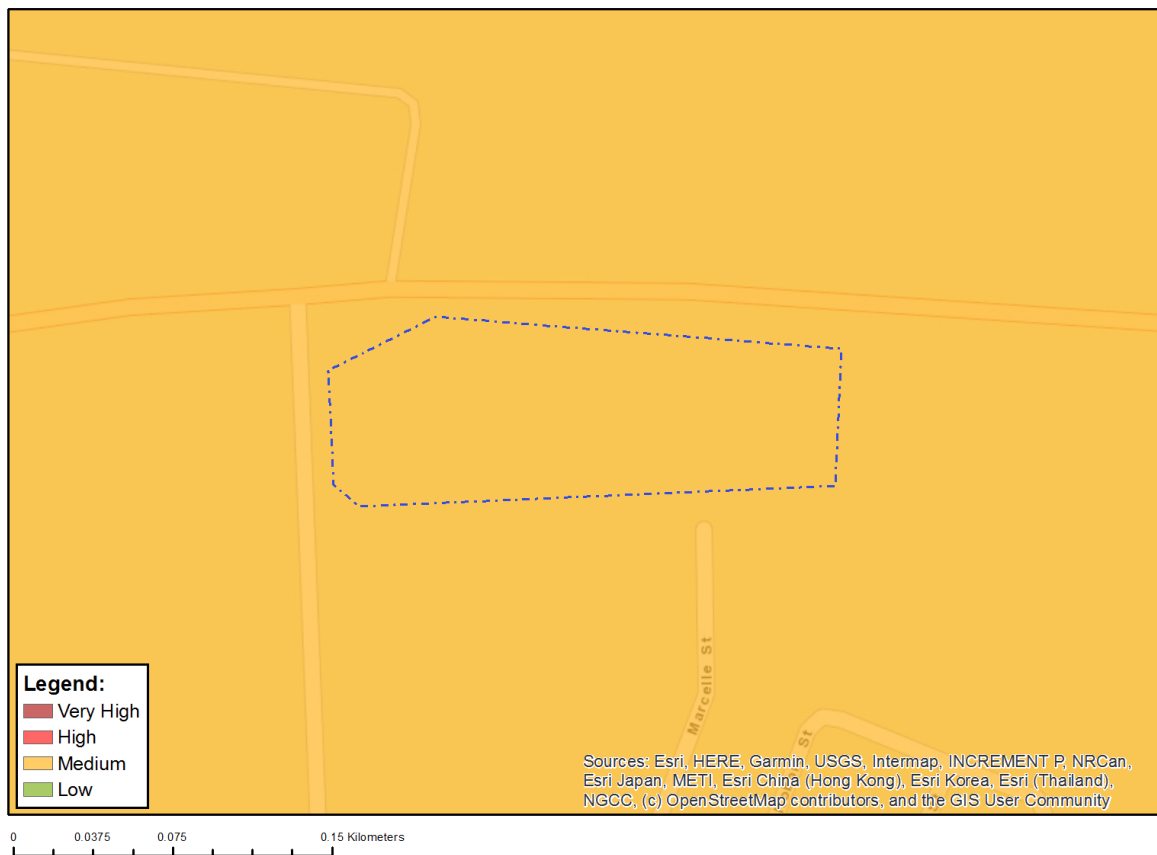 Marcelle St
St
St
Legend:
Very High
High
Medium
Low
Sources: Esri, HERE, Garmin, USGS, Intermap, INCREMENT P, NRCan,
Esri Japan, METI, Esri China (Hong Kong), Esri Korea, Esri (Thailand),
NGCC, (c) OpenStreetMap contributors, and the GIS User Community
0 0.0375 0.075 0.15 Kilometers